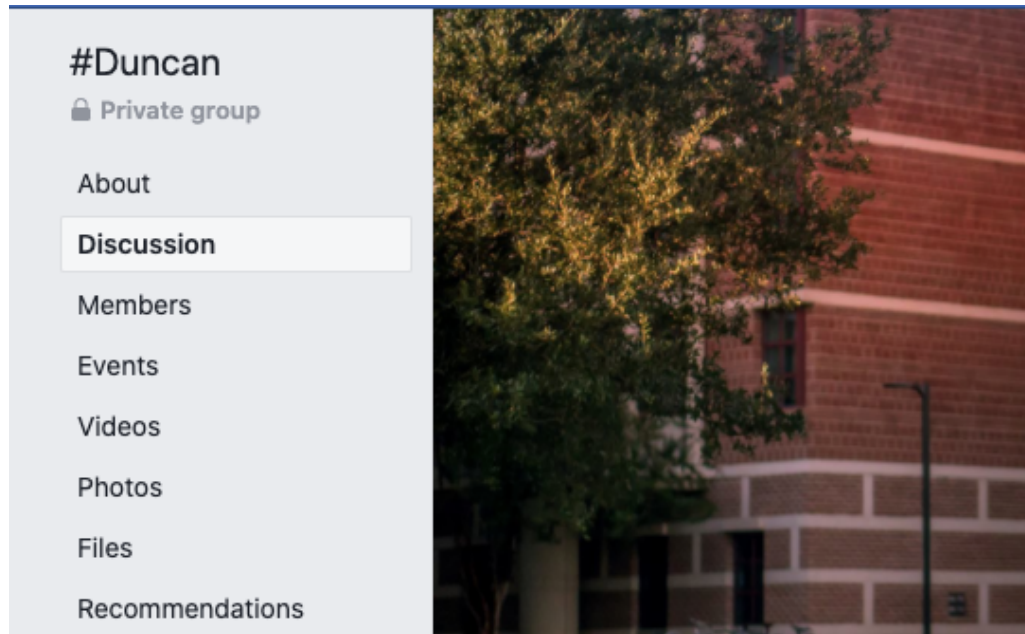 #Duncan
Private group
About
Discussion
Members
Events
Videos
Photos
Files
Recommendations